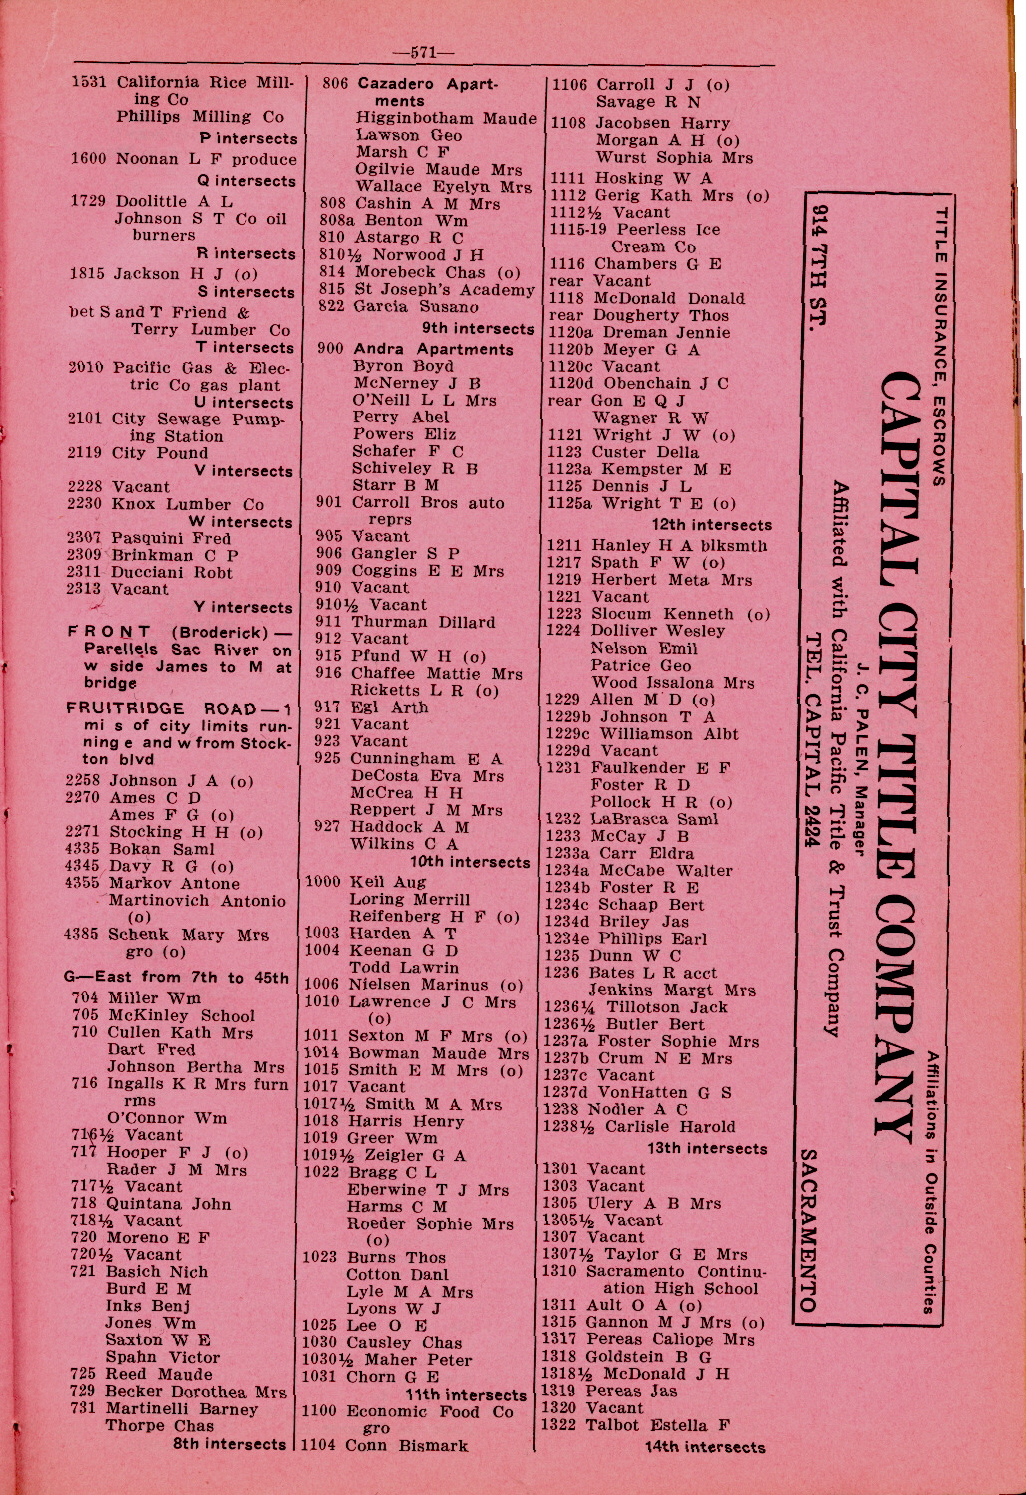 —571—
1531 California Rice Mill-
ing Co
Phillips Milling Co
P intersects
1600 Noonan L F produce
Q intersects
1729 Doolittle A L
Johnson S T Co oil
burners
R intersects
1815 Jackson H J (o)
S intersects
bet S and T Friend &
Terry Lumber Co
T intersects
2010 Pacific Gas & Elec-
tric Co gas plant
U intersects
2101 City Sewage Pump-
ing Station
2119 City Pound
V intersects
2228 Vacant
2230 Knox Lumber Co
W intersects
2307 Pasquini Fred
2309 Brinkman C P
2311 Ducciani Robt
2313 Vacant
Y intersects
FRONT (Broderick)—
Parellels Sac River on
w side James to M at
bridge
FRUITRIDGE ROAD—1
mi s of city limits run-
ning e and w from Stock-
ton blvd
2258 Johnson J A (o)
2270 Ames C D
Ames F G (o)
2271 Stocking H H (o)
4335 Bokan Saml
4345 Davy R G (o)
4355 Markov Antone
Martinovich Antonio
(o)
4385 Schenk Mary Mrs
gro (o)
G—East from 7th to 45th
704 Miller Wm
705 McKinley School
710 Cullen Kath Mrs
Dart Fred
Johnson Bertha Mrs
716 Ingalls K R Mrs furn
rms
O'Connor Wm
716½ Vacant
717 Hooper F J (o)
Rader J M Mrs
717½ Vacant
718 Quintana John
718½ Vacant
720 Moreno E F
720½ Vacant
721 Basich Nich
Burd E M
Inks Benj
Jones Wm
Saxton W E
Spahn Victor
725 Reed Maude
729 Becker Dorothea Mrs
731 Martinelli Barney
Thorpe Chas
8th intersects
806 Cazadero Apart-
ments
Higginbotham Maude
Lawson Geo
Marsh C F
Ogilvie Maude Mrs
Wallace Eyelyn Mrs
808 Cashin A M Mrs
808a Benton Wm
810 Astargo R C
810½ Norwood J H
814 Morebeck Chas (o)
815 St Joseph's Academy
822 Garcia Susano
9th intersects
900 Andra Apartments
Byron Boyd
McNerney J B
O'Neill L L Mrs
Perry Abel
Powers Eliz
Schafer F C
Schiveley R B
Starr B M
901 Carroll Bros auto
reprs
905 Vacant
906 Gangler S P
909 Coggins E E Mrs
910 Vacant
910½ Vacant
911 Thurman Dillard
912 Vacant
915 Pfund W H (o)
916 Chaffee Mattie Mrs
Ricketts L R (o)
917 Egl Arth
921 Vacant
923 Vacant
925 Cunningham E A
DeCosta Eva Mrs
McCrea H H
Reppert J M Mrs
927 Haddock A M
Wilkins C A
10th intersects
1000 Keil Aug
Loring Merrill
Reifenberg H F (o)
1003 Harden A T
1004 Keenan G D
Todd Lawrin
1006 Nielsen Marinus (o)
1010 Lawrence J C Mrs
(o)
1011 Sexton M F Mrs (o)
1014 Bowman Maude Mrs
1015 Smith E M Mrs (o)
1017 Vacant
1017½ Smith M A Mrs
1018 Harris Henry
1019 Greer Wm
1019½ Zeigler G A
1022 Bragg C L
Eberwine T J Mrs
Harms C M
Roeder Sophie Mrs
(o)
1023 Burns Thos
Cotton Danl
Lyle M A Mrs
Lyons W J
1025 Lee O E
1030 Causley Chas
1030½ Maher Peter
1031 Chorn G E
11th intersects
1100 Economic Food Co
gro
1104 Conn Bismark
1106 Carroll J J (o)
Savage R N
1108 Jacobsen Harry
Morgan A H (o)
Wurst Sophia Mrs
1111 Hosking W A
1112 Gerig Kath Mrs (o)
1112½ Vacant
1115-19 Peerless Ice
Cream Co
1116 Chambers G E
rear Vacant
1118 McDonald Donald
rear Dougherty Thos
1120a Dreman Jennie
1120b Meyer G A
1120c Vacant
1120d Obenchain J C
rear Gon E Q J
Wagner R W
1121 Wright J W (o)
1123 Custer Della
1123a Kempster M E
1125 Dennis J L
1125a Wright T E (o)
12th intersects
1211 Hanley H A blksmth
1217 Spath F W (o)
1219 Herbert Meta Mrs
1221 Vacant
1223 Slocum Kenneth (o)
1224 Dolliver Wesley
Nelson Emil
Patrice Geo
Wood Issalona Mrs
1229 Allen M D (o)
1229b Johnson T A
1229c Williamson Albt
1229d Vacant
1231 Faulkender E F
Foster R D
Pollock H R (o)
1232 LaBrasca Saml
1233 McCay J B
1233a Carr Eldra
1234a McCabe Walter
1234b Foster R E
1234c Schaap Bert
1234d Briley Jas
1234e Phillips Earl
1235 Dunn W C
1236 Bates L R acct
Jenkins Margt Mrs
1236¼ Tillotson Jack
1236½ Butler Bert
1237a Foster Sophie Mrs
1237b Crum N E Mrs
1237c Vacant
1237d VonHatten G S
1238 Nodler A C
1238½ Carlisle Harold
13th intersects
1301 Vacant
1303 Vacant
1305 Ulery A B Mrs
1305½ Vacant
1307 Vacant
1307½ Taylor G E Mrs
1310 Sacramento Continu-
ation High School
1311 Ault O A (o)
1315 Gannon M J Mrs (o)
1317 Pereas Caliope Mrs
1318 Goldstein B G
1318½ McDonald J H
1319 Pereas Jas
1320 Vacant
1322 Talbot Estella F
14th intersects
TITLE INSURANCE, ESCROWS
Affiliations in Outside Counties
CAPITAL CITY TITLE COMPANY
J. C. PALEN, Manager
Affiliated with California Pacific Title & Trust Company
914 7TH ST.
TEL. CAPITAL 2424
SACRAMENTO